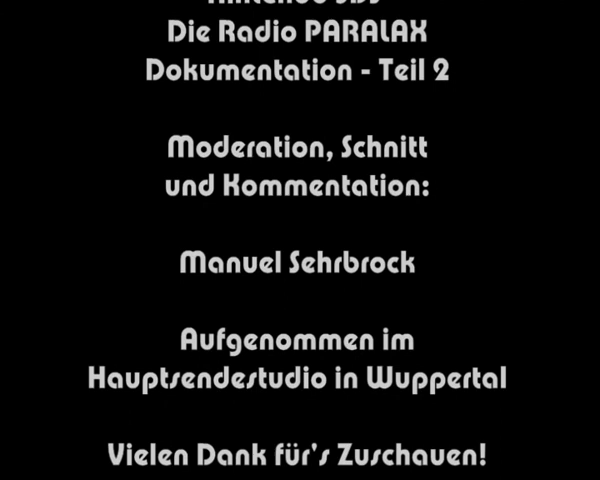 Die Radio PARALAX
Dokumentation - Teil 2
Moderation, Schnitt
und Kommentation:
Manuel Sehrbrock
Aufgenommen im
Hauptsendestudio in Wuppertal
Vielen Dank für's Zuschauen!